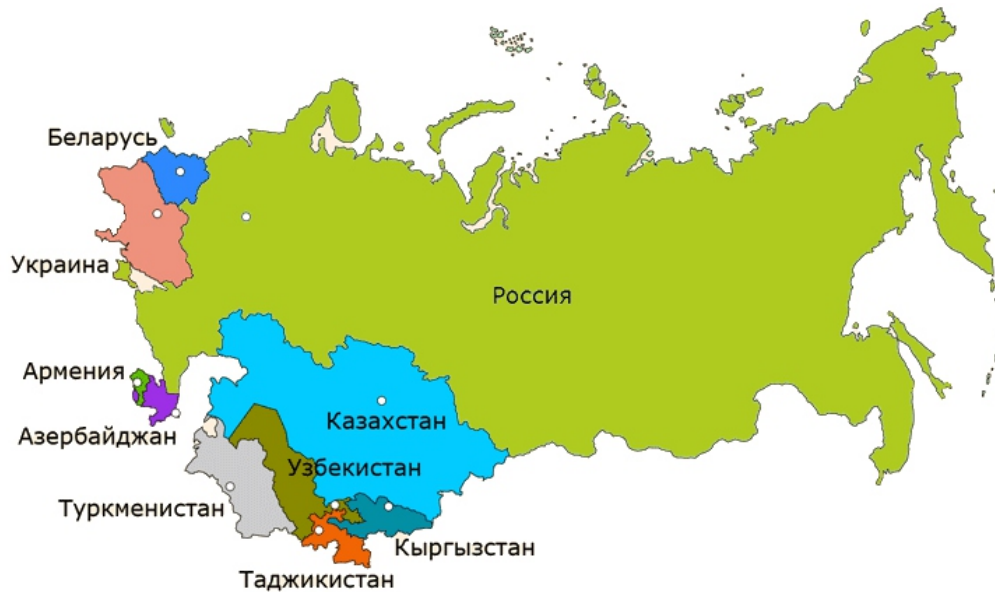 Беларусь
Украина
Россия
Армения
Казахстан
Азербайджан
Узбекистан
Туркменистан
Кыргызстан
Таджикистан